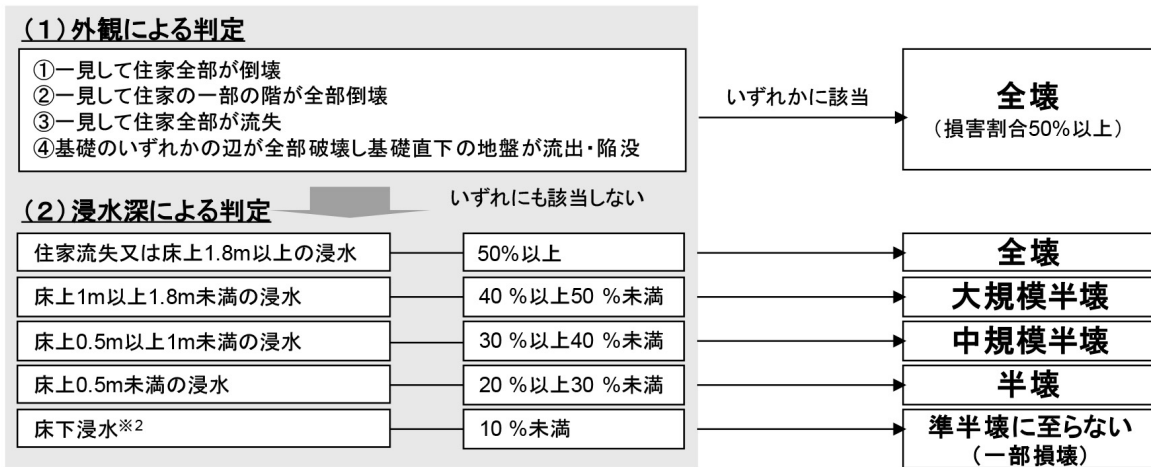 （1）外観による判定
①一見して住家全部が倒壊
②一見して住家の一部の階が全部倒壊
③一見して住家全部が流失
④基礎のいずれかの辺が全部破壊し基礎直下の地盤が流出・陥没
いずれかに該当
全壊
（損害割合50%以上）
いずれにも該当しない
（2）浸水深による判定
住家流失又は床上1.8m以上の浸水
50%以上
全壊
床上1m以上1.8m未満の浸水
40 %以上50 %未満
大規模半壊
床上0.5m以上1m未満の浸水
30 %以上40 %未満
中規模半壊
床上0.5m未満の浸水
20 %以上30 %未満
半壊
床下浸水※2
10 %未満
準半壊に至らない
（一部損壊）